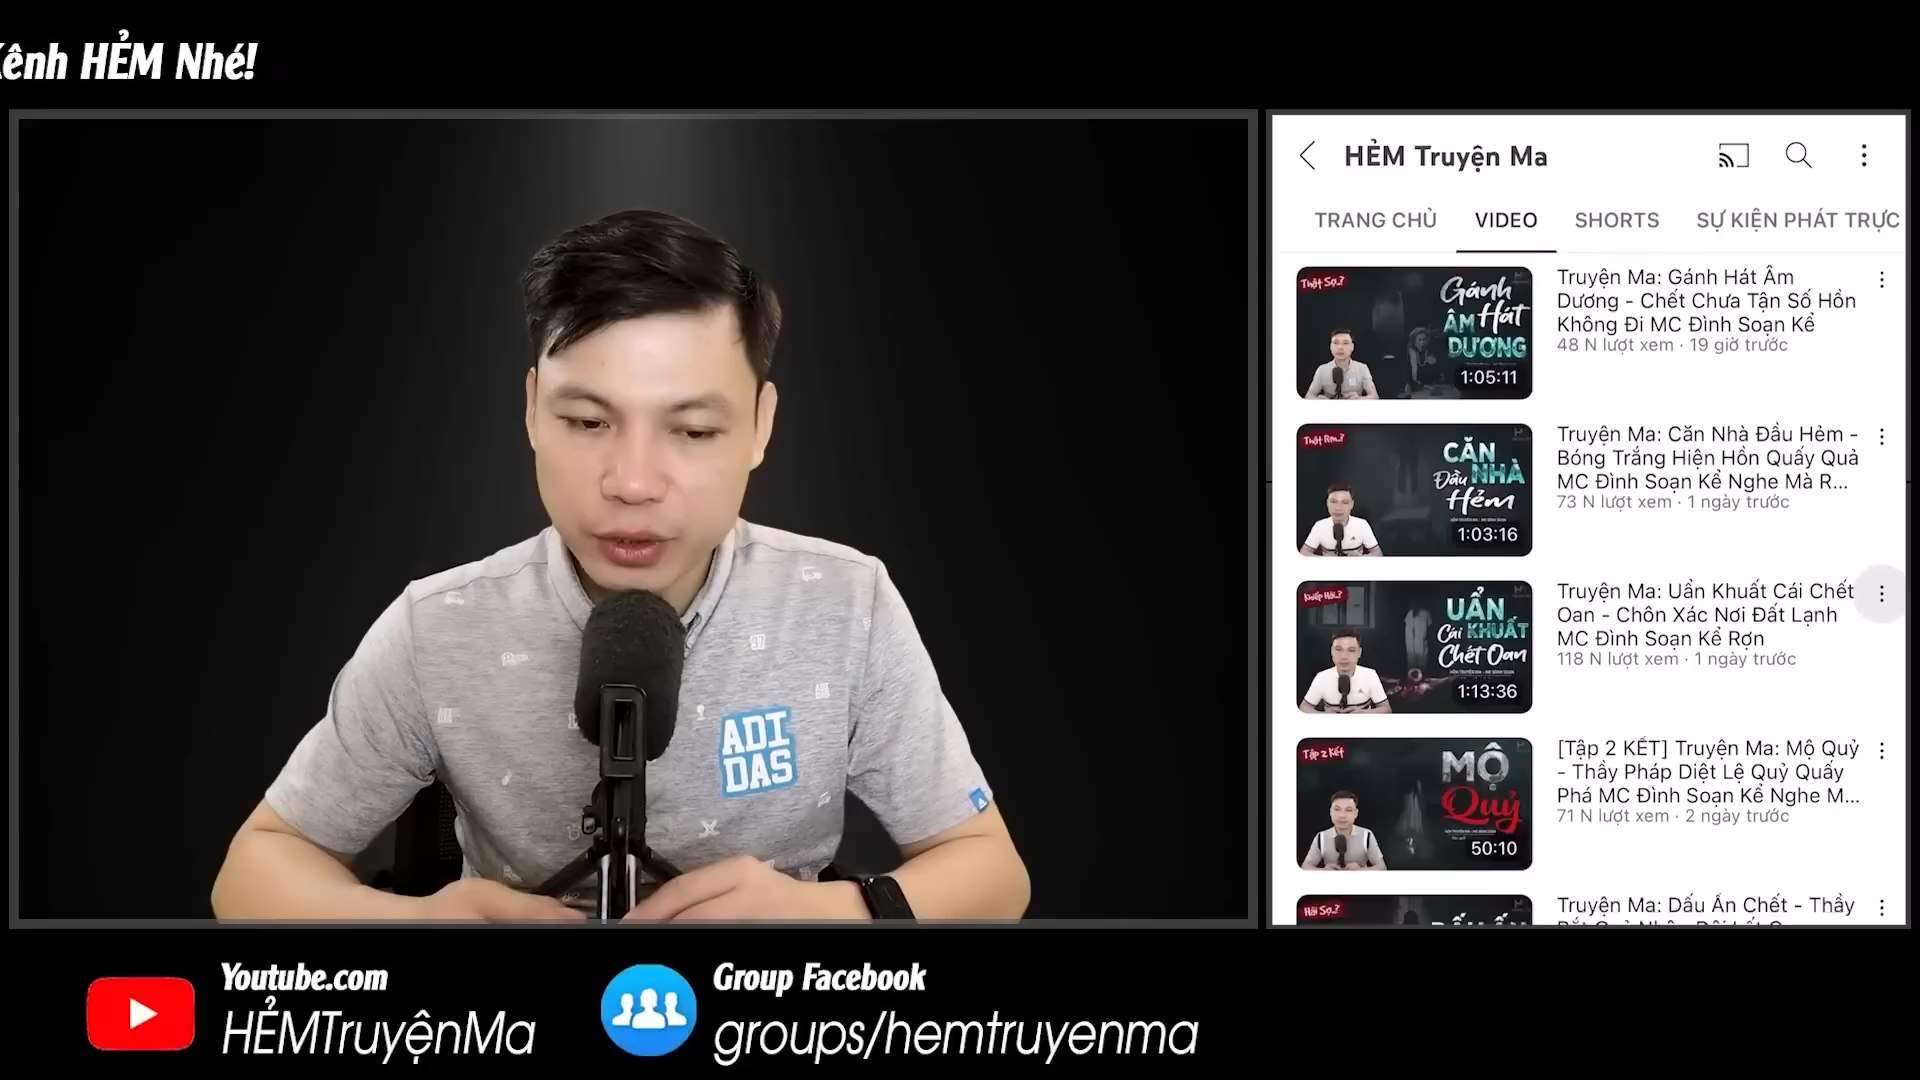 Kênh HẺM Nhé!
HẺM Truyện Ma
TRANG CHỦ
VIDEO
SHORTS
SỰ KIỆN PHÁT TRỰC
Thật Sợ..?
Gánh
Hát
ÂM
DƯƠNG
1:05:11
Truyện Ma: Gánh Hát Âm
Dương - Chết Chưa Tận Số Hồn
Không Đi MC Đình Soạn Kể
48 N lượt xem · 19 giờ trước
CĂN
Đầu NHÀ
Hẻm
1:03:16
Truyện Ma: Căn Nhà Đầu Hẻm -
Bóng Trắng Hiện Hồn Quấy Quả
MC Đình Soạn Kể Nghe Mà R...
73 N lượt xem · 1 ngày trước
UẨN
Cái KHUẤT
Chết Oan
1:13:36
Truyện Ma: Uẩn Khuất Cái Chết
Oan - Chôn Xác Nơi Đất Lạnh
MC Đình Soạn Kể Rợn
118 N lượt xem · 1 ngày trước
Tập 2 Kết
MỘ
Quỷ
50:10
[Tập 2 KẾT] Truyện Ma: Mộ Quỷ
- Thầy Pháp Diệt Lệ Quỷ Quấy
Phá MC Đình Soạn Kể Nghe M...
71 N lượt xem · 2 ngày trước
Hãi Sợ..?
Truyện Ma: Dấu Ấn Chết - Thầy
ADI
DAS
Youtube.com
HẺMTruyệnMa
Group Facebook
groups/hemtruyenma